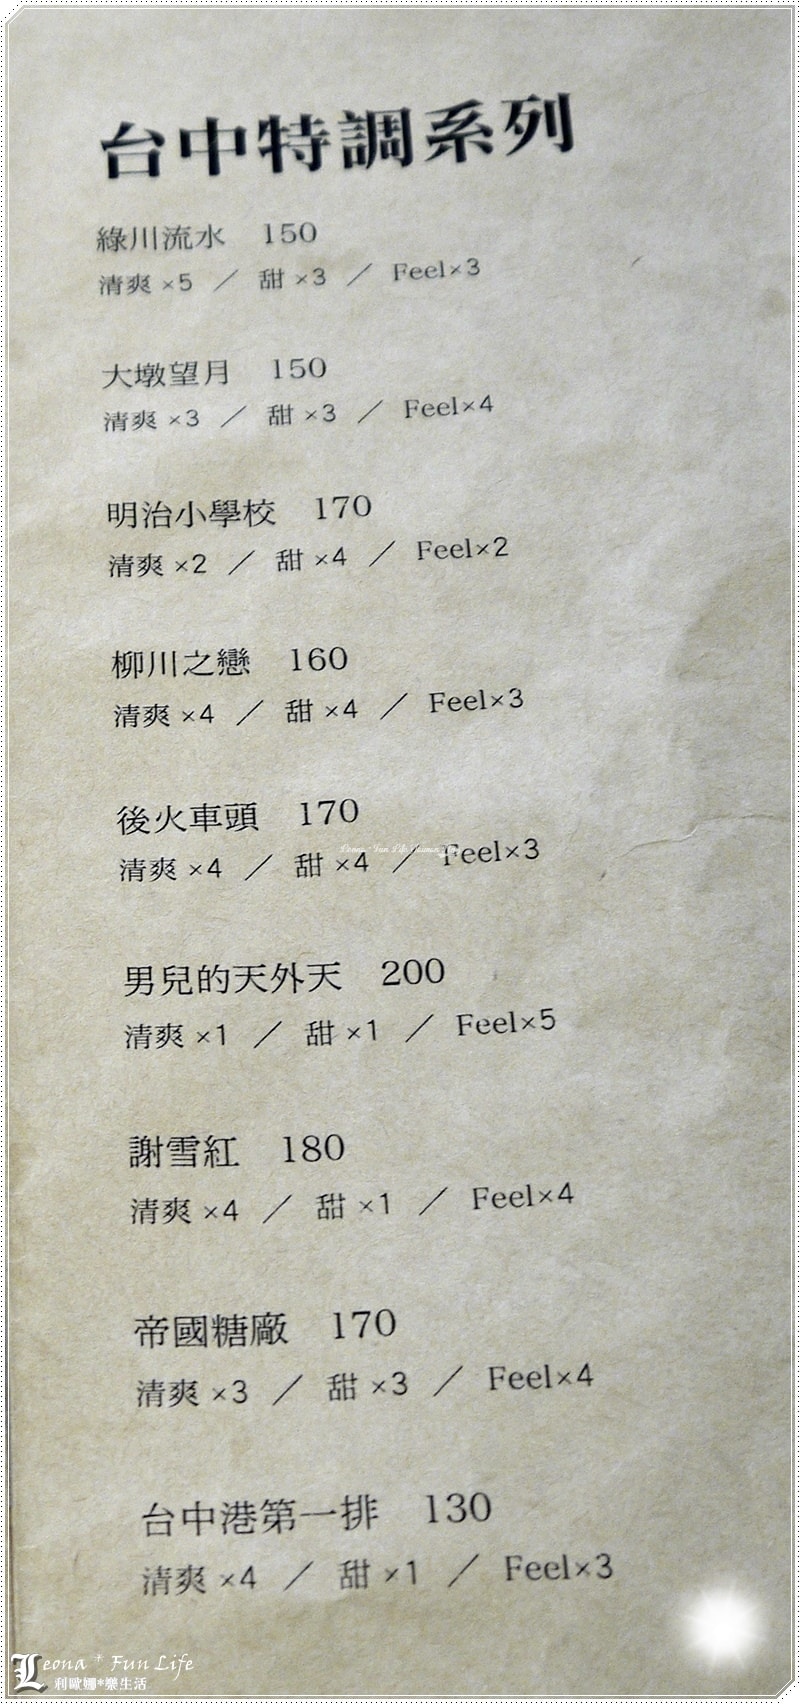 台中特調系列
綠川流水 150
清爽 ×5 ／ 甜 ×3 ／ Feel×3
大墩望月 150
清爽 ×3 ／ 甜 ×3 ／ Feel×4
明治小學校 170
清爽 ×2 ／ 甜 ×4 ／ Feel×2
柳川之戀 160
清爽 ×4 ／ 甜 ×4 ／ Feel×3
後火車頭 170
清爽 ×4 ／ 甜 ×4 ／ Feel×3
男兒的天外天 200
清爽 ×1 ／ 甜 ×1 ／ Feel×5
謝雪紅 180
清爽 ×4 ／ 甜 ×1 ／ Feel×4
帝國糖廠 170
清爽 ×3 ／ 甜 ×3 ／ Feel×4
台中港第一排 130
清爽 ×4 ／ 甜 ×1 ／ Feel×3
Leona * Fun Life
利歐娜*樂生活